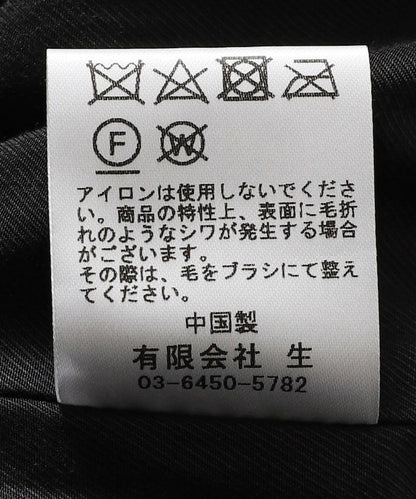 F W
アイロンは使用しないでくださ
い。商品の特性上、表面に毛折
れのようなシワが発生する場合
がございます。
その際は、毛をブラシにて整え
てください。
中国製
有限会社 生
03-6450-5782